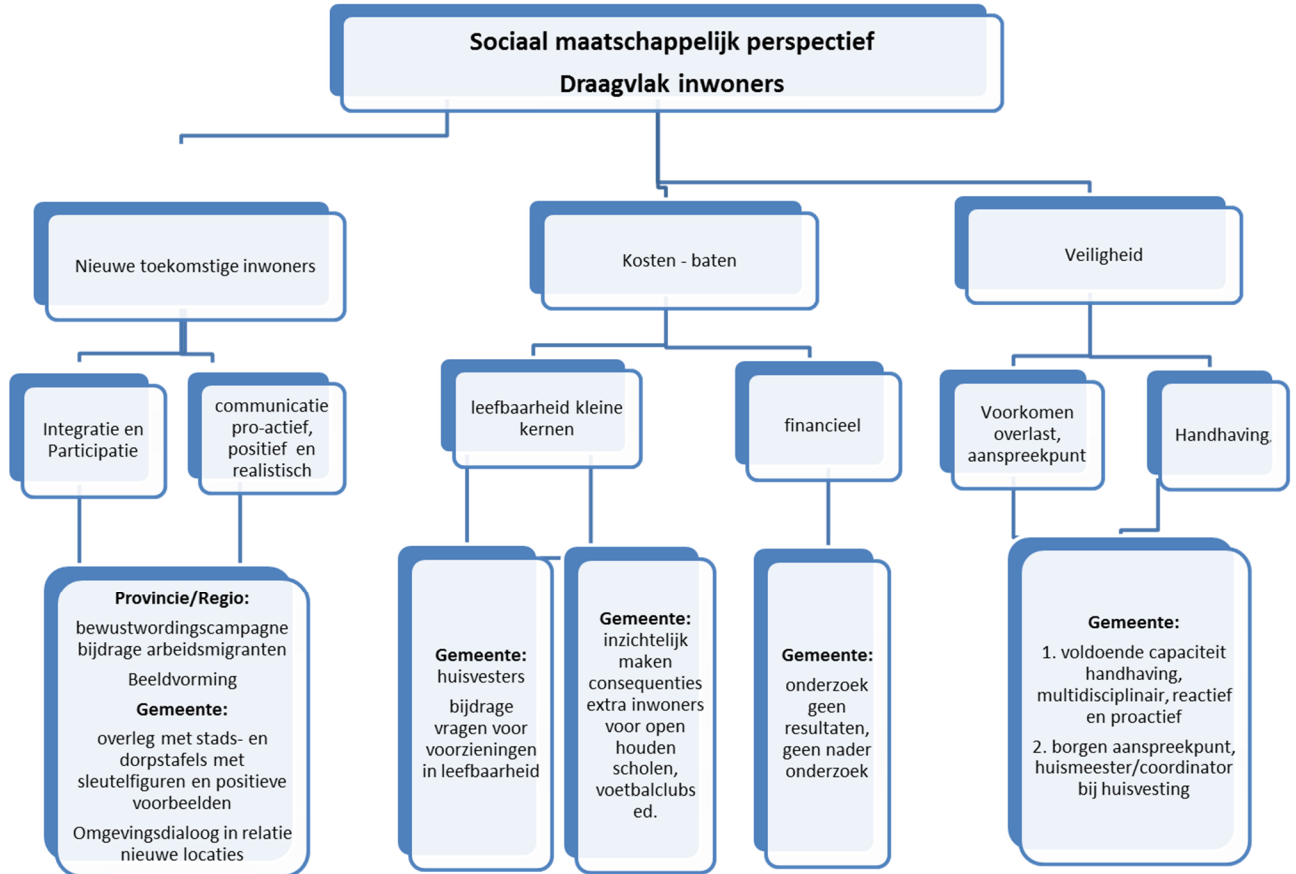 Sociaal maatschappelijk perspectief
Draagvlak inwoners
Nieuwe toekomstige inwoners
Kosten - baten
Veiligheid
Integratie en
Participatie
communicatie
pro-actief,
positief en
realistisch
leefbaarheid kleine
kernen
financieel
Voorkomen
overlast,
aanspreekpunt
Handhaving.
Provincie/Regio:
bewustwordingscampagne
bijdrage arbeidsmigranten
Beeldvorming
Gemeente:
overleg met stads- en
dorpstafels met
sleutelfiguren en positieve
voorbeelden
Omgevingsdialoog in relatie
nieuwe locaties
Gemeente:
huisvesters
bijdrage
vragen voor
voorzieningen
in leefbaarheid
Gemeente:
inzichtelijk
maken
consequenties
extra inwoners
voor open
houden
scholen,
voetbalclubs
ed.
Gemeente:
onderzoek
geen
resultaten,
geen nader
onderzoek
Gemeente:
1. voldoende capaciteit
handhaving,
multidisciplinair, reactief
en proactief
2. borgen aanspreekpunt,
huismeester/coordinator
bij huisvesting